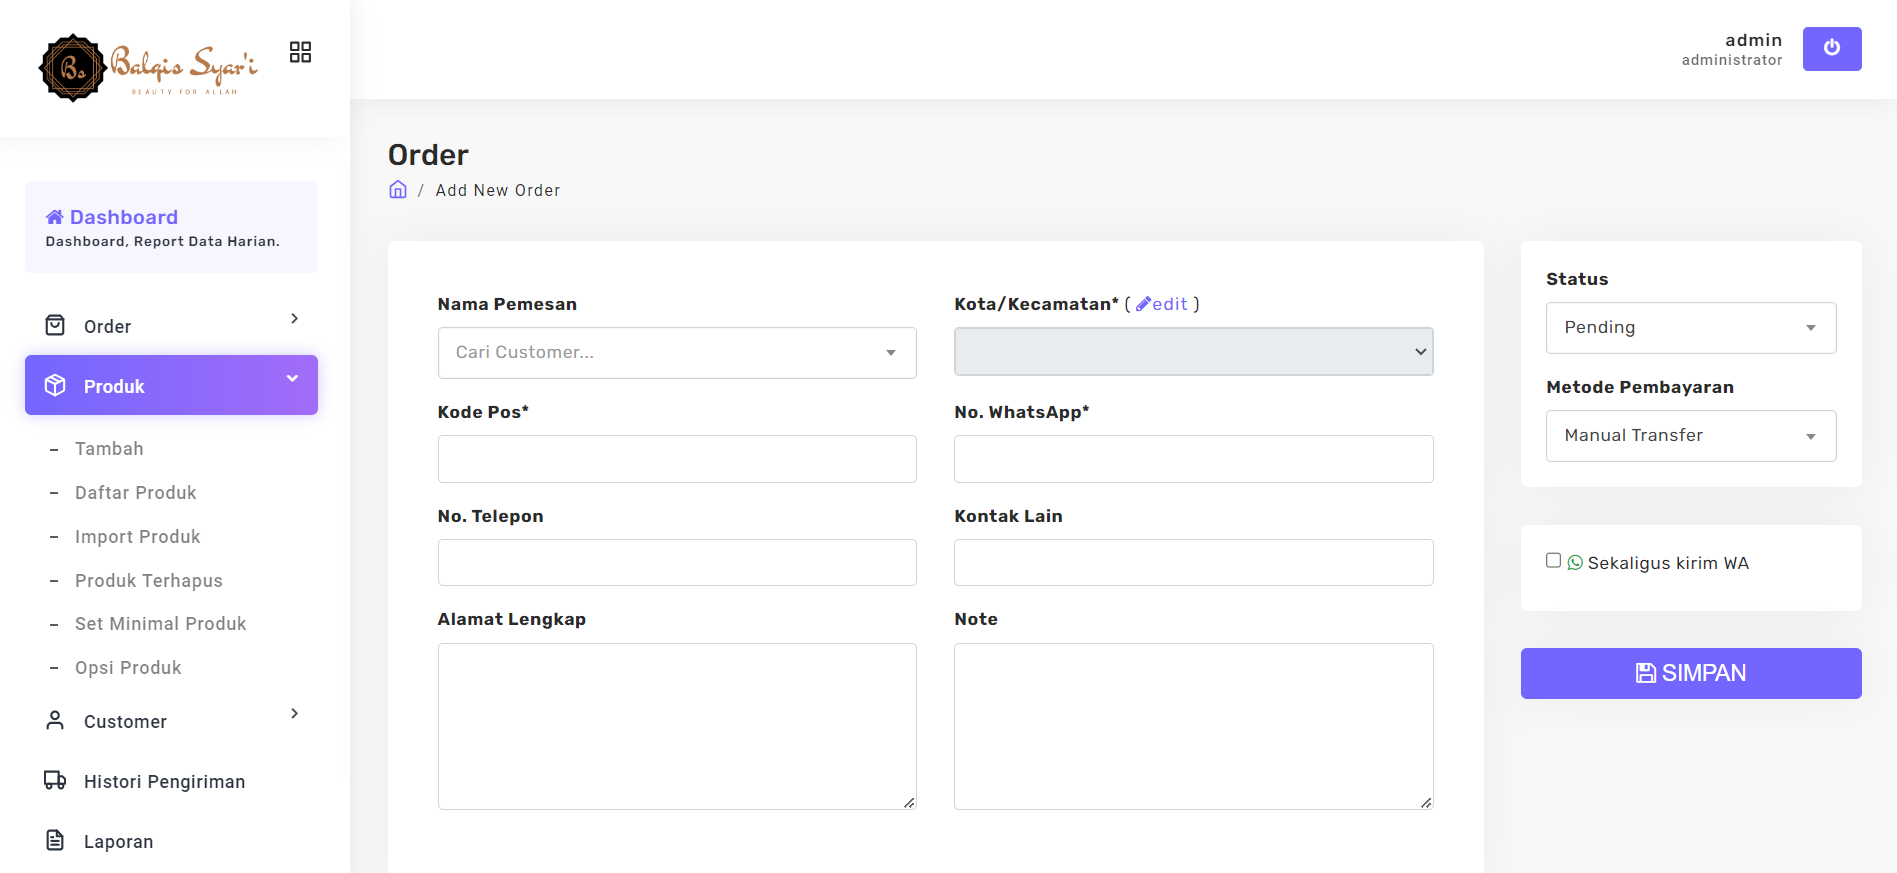 Bs Balqis Syar'i
BEAUTY FOR ALLAH
admin
administrator
Dashboard
Dashboard, Report Data Harian.
Order
Produk
Tambah
Daftar Produk
Import Produk
Produk Terhapus
Set Minimal Produk
Opsi Produk
Customer
Histori Pengiriman
Laporan
Order
/ Add New Order
Nama Pemesan
Cari Customer...
Kota/Kecamatan* ( edit )
Kode Pos*
No. WhatsApp*
No. Telepon
Kontak Lain
Alamat Lengkap
Note
Status
Pending
Metode Pembayaran
Manual Transfer
Sekaligus kirim WA
SIMPAN